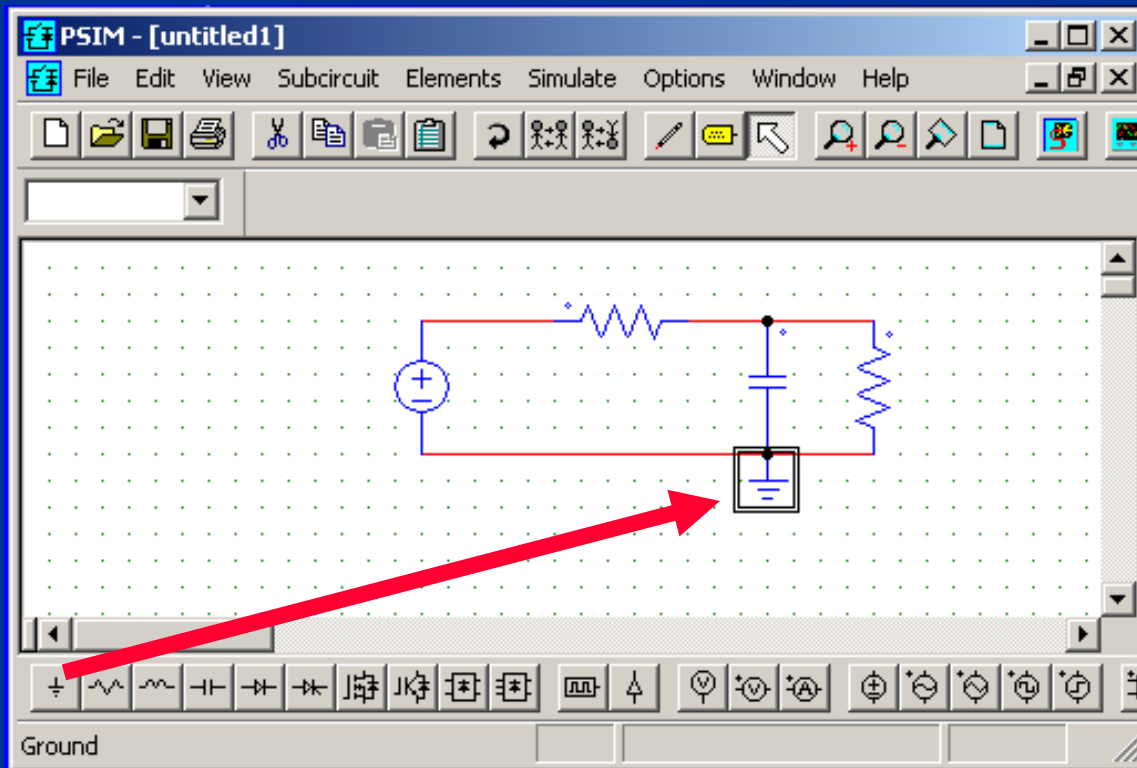 PSIM - [untitled1]
File Edit View Subcircuit Elements Simulate Options Window Help
V V A
Ground